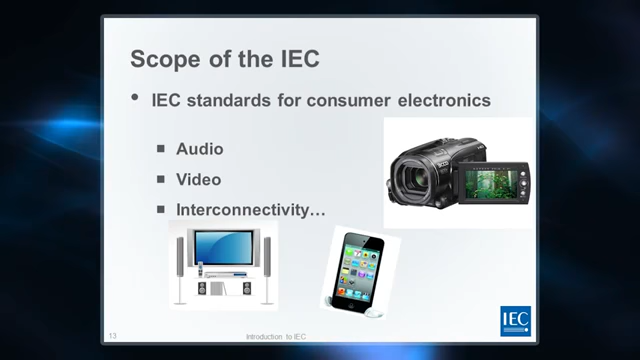 Scope of the IEC
• IEC standards for consumer electronics
■ Audio
■ Video
■ Interconnectivity…
IEC
13
Introduction to IEC